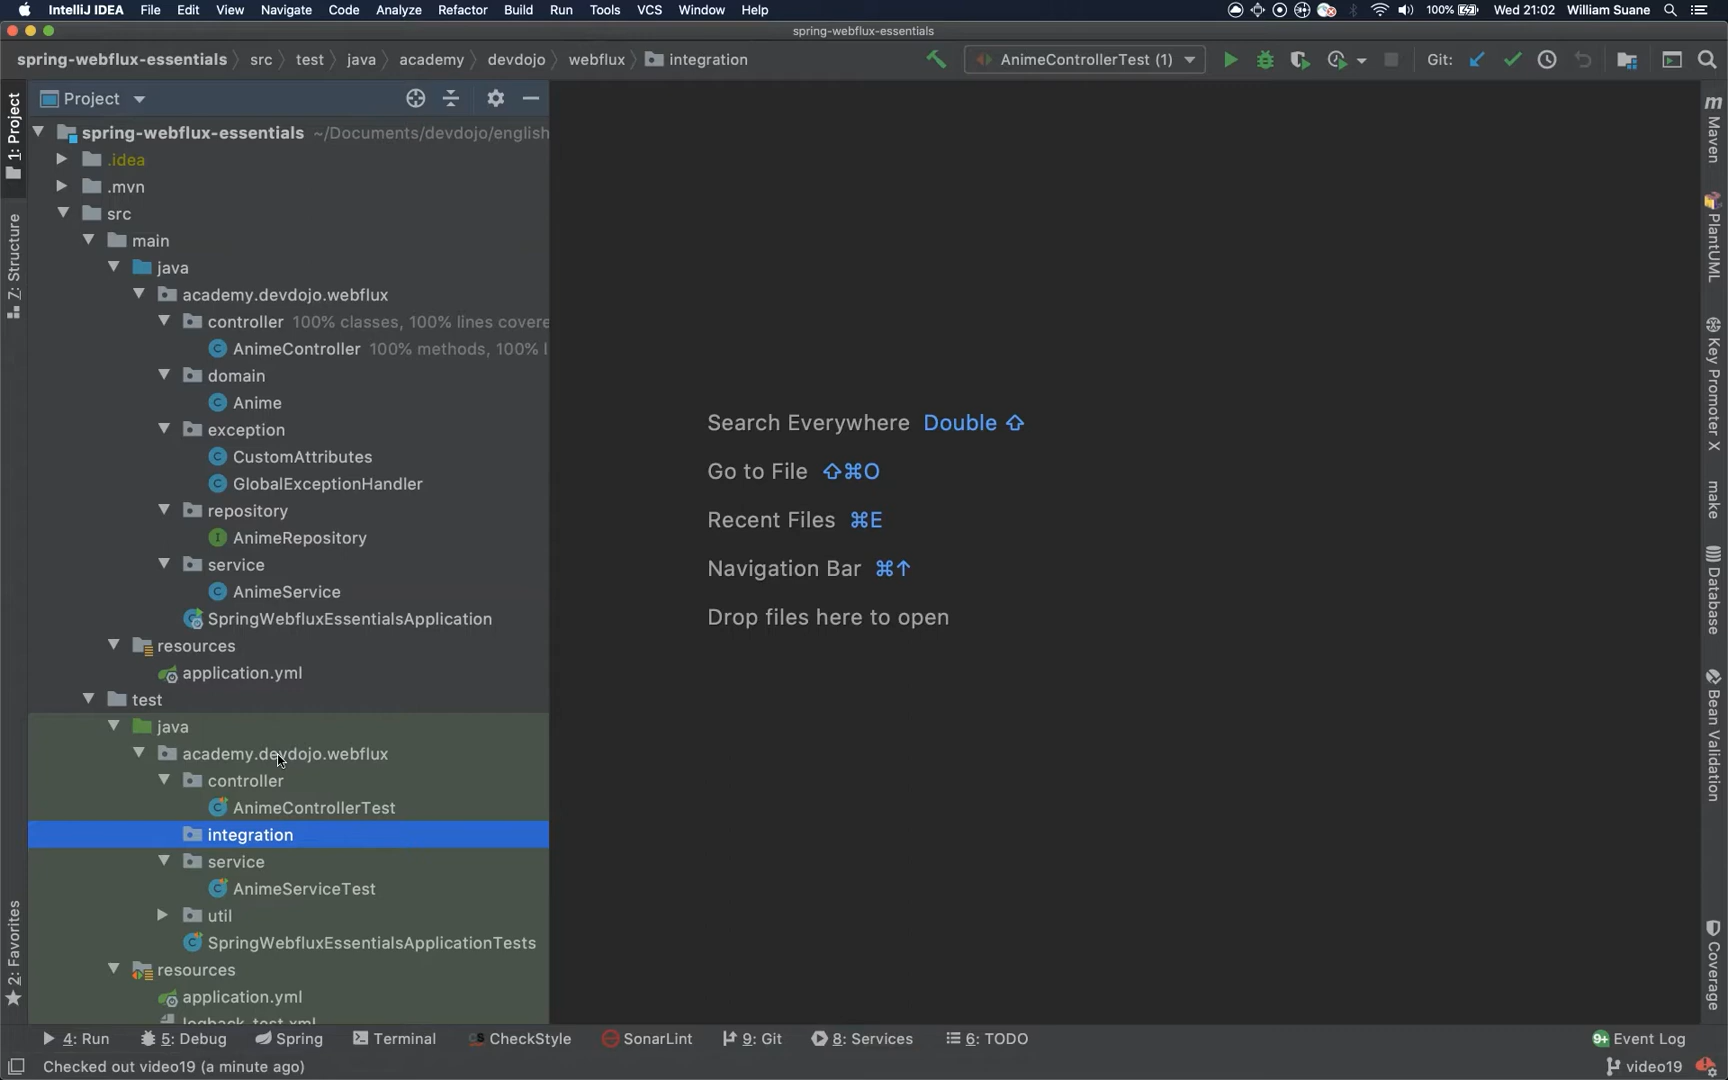 IntelliJ IDEA File Edit View Navigate Code Analyze Refactor Build Run Tools VCS Window Help 100% Wed 21:02 William Suane
spring-webflux-essentials
spring-webflux-essentials src test java academy devdojo webflux integration AnimeControllerTest (1) Git:
Project
spring-webflux-essentials ~/Documents/devdojo/english
.idea
.mvn
src
main
java
academy.devdojo.webflux
controller 100% classes, 100% lines covere
AnimeController 100% methods, 100% l
domain
Anime
exception
CustomAttributes
GlobalExceptionHandler
repository
AnimeRepository
service
AnimeService
SpringWebfluxEssentialsApplication
resources
application.yml
test
java
academy.devdojo.webflux
controller
AnimeControllerTest
integration
service
AnimeServiceTest
util
SpringWebfluxEssentialsApplicationTests
resources
application.yml
1: Project
7: Structure
2: Favorites
Search Everywhere Double ⇧
Go to File ⇧⌘O
Recent Files ⌘E
Navigation Bar ⌘↑
Drop files here to open
m Maven
PlantUML
Key Promoter X
make
Database
Bean Validation
Coverage
4: Run 5: Debug Spring Terminal CS CheckStyle SonarLint 9: Git 8: Services 6: TODO 9+ Event Log
Checked out video19 (a minute ago) video19